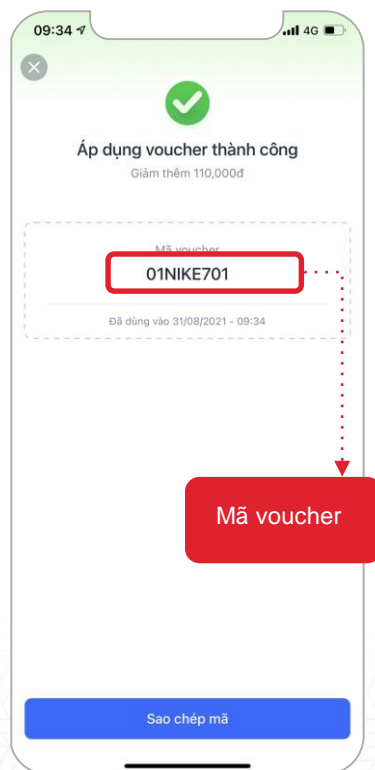 09:34 4G
Áp dụng voucher thành công
Giảm thêm 110,000đ
Mã voucher
01NIKE701
Đã dùng vào 31/08/2021 - 09:34
Mã voucher
Sao chép mã